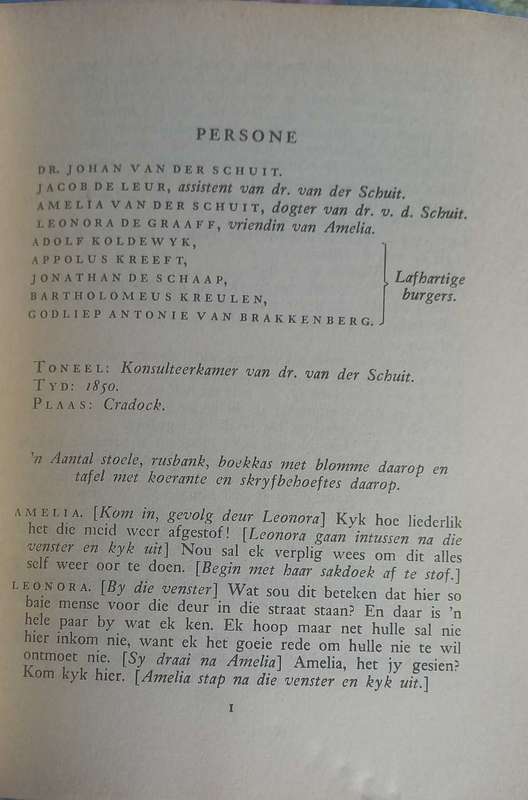 PERSONE
DR. JOHAN VAN DER SCHUIT.
JACOB DE LEUR, assistent van dr. van der Schuit.
AMELIA VAN DER SCHUIT, dogter van dr. v. d. Schuit.
LEONORA DE GRAAFF, vriendin van Amelia.
ADOLF KOLDEWYK,
APPOLUS KREEFT,
JONATHAN DE SCHAAP,
BARTHOLOMEUS KREULEN,
GODLIEP ANTONIE VAN BRAKKENBERG.
Lafhartige
burgers.
TONEEL: Konsulteerkamer van dr. van der Schuit.
TYD: 1850.
PLAAS: Cradock.
'n Aantal stoele, rusbank, boekkas met blomme daarop en
tafel met koerante en skryfbehoeftes daarop.
AMELIA. [Kom in, gevolg deur Leonora] Kyk hoe liederlik
het die meid weer afgestof! [Leonora gaan intussen na die
venster en kyk uit] Nou sal ek verplig wees om dit alles
self weer oor te doen. [Begin met haar sakdoek af te stof.]
LEONORA. [By die venster] Wat sou dit beteken dat hier so
baie mense voor die deur in die straat staan? En daar is 'n
hele paar by wat ek ken. Ek hoop maar net hulle sal nie
hier inkom nie, want ek het goeie rede om hulle nie te wil
ontmoet nie. [Sy draai na Amelia] Amelia, het jy gesien?
Kom kyk hier. [Amelia stap na die venster en kyk uit.]
1